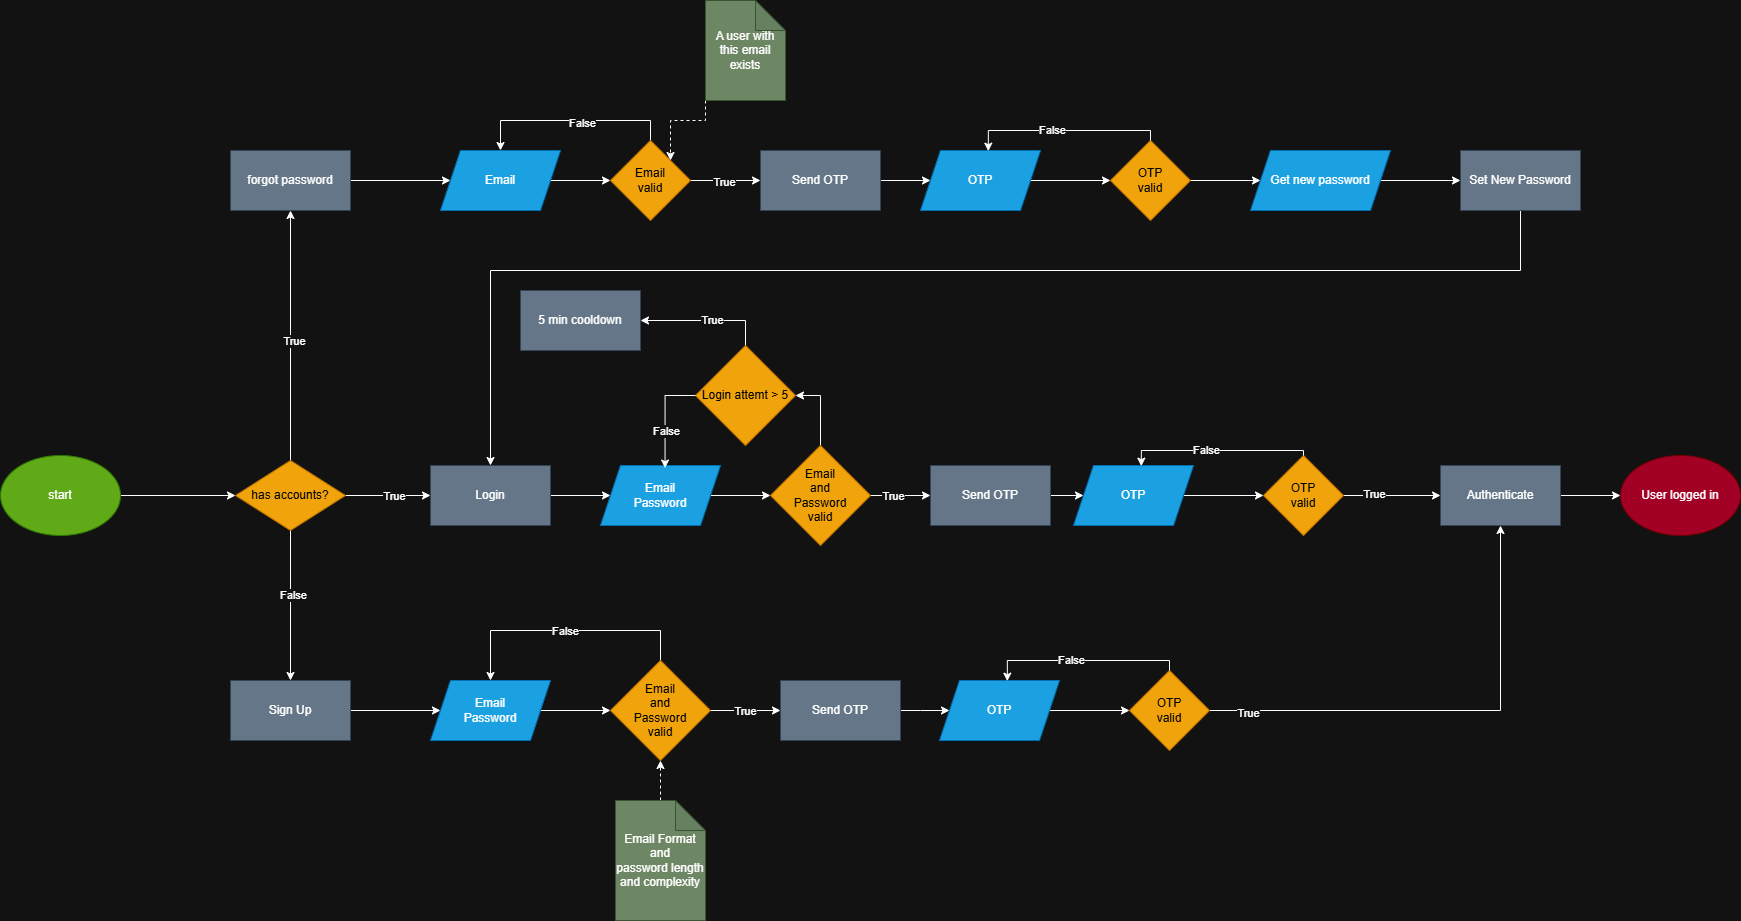 A user with
this email
exists
False
False
forgot password
Email
Email
valid
True
Send OTP
OTP
OTP
valid
Get new password
Set New Password
5 min cooldown
True
True
Login attemt > 5
False
False
start
has accounts?
True
Login
Email
Password
Email
and
Password
valid
True
Send OTP
OTP
OTP
valid
True
Authenticate
User logged in
False
False
False
Sign Up
Email
Password
Email
and
Password
valid
True
Send OTP
OTP
OTP
valid
True
Email Format
and
password length
and complexity